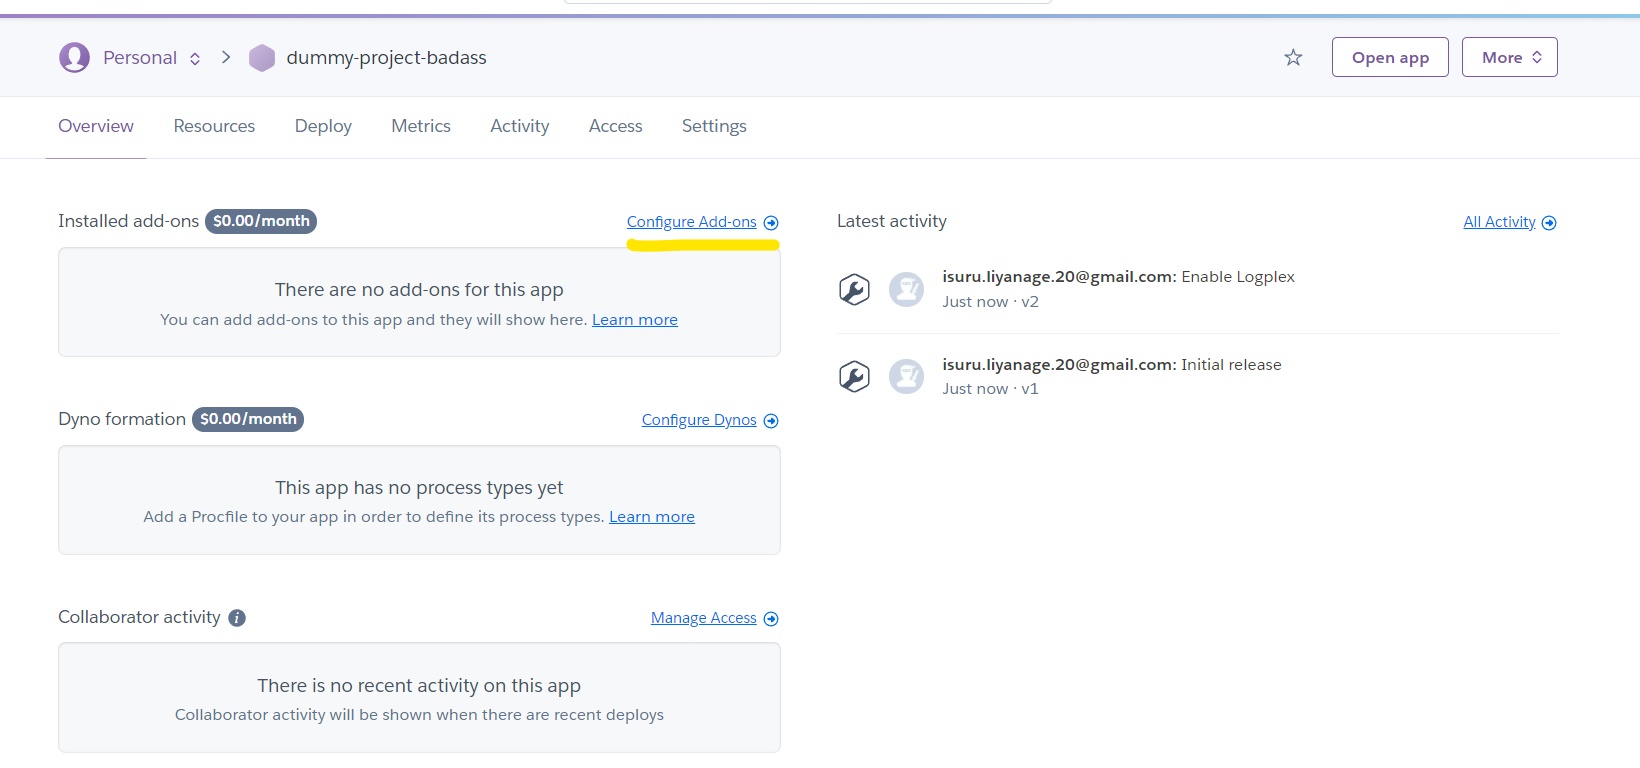 Personal
dummy-project-badass
Open app
More
Overview
Resources
Deploy
Metrics
Activity
Access
Settings
Installed add-ons $0.00/month
Configure Add-ons
There are no add-ons for this app
You can add add-ons to this app and they will show here. Learn more
Dyno formation $0.00/month
Configure Dynos
This app has no process types yet
Add a Procfile to your app in order to define its process types. Learn more
Collaborator activity
Manage Access
There is no recent activity on this app
Collaborator activity will be shown when there are recent deploys
Latest activity
All Activity
isuru.liyanage.20@gmail.com: Enable Logplex
Just now · v2
isuru.liyanage.20@gmail.com: Initial release
Just now · v1